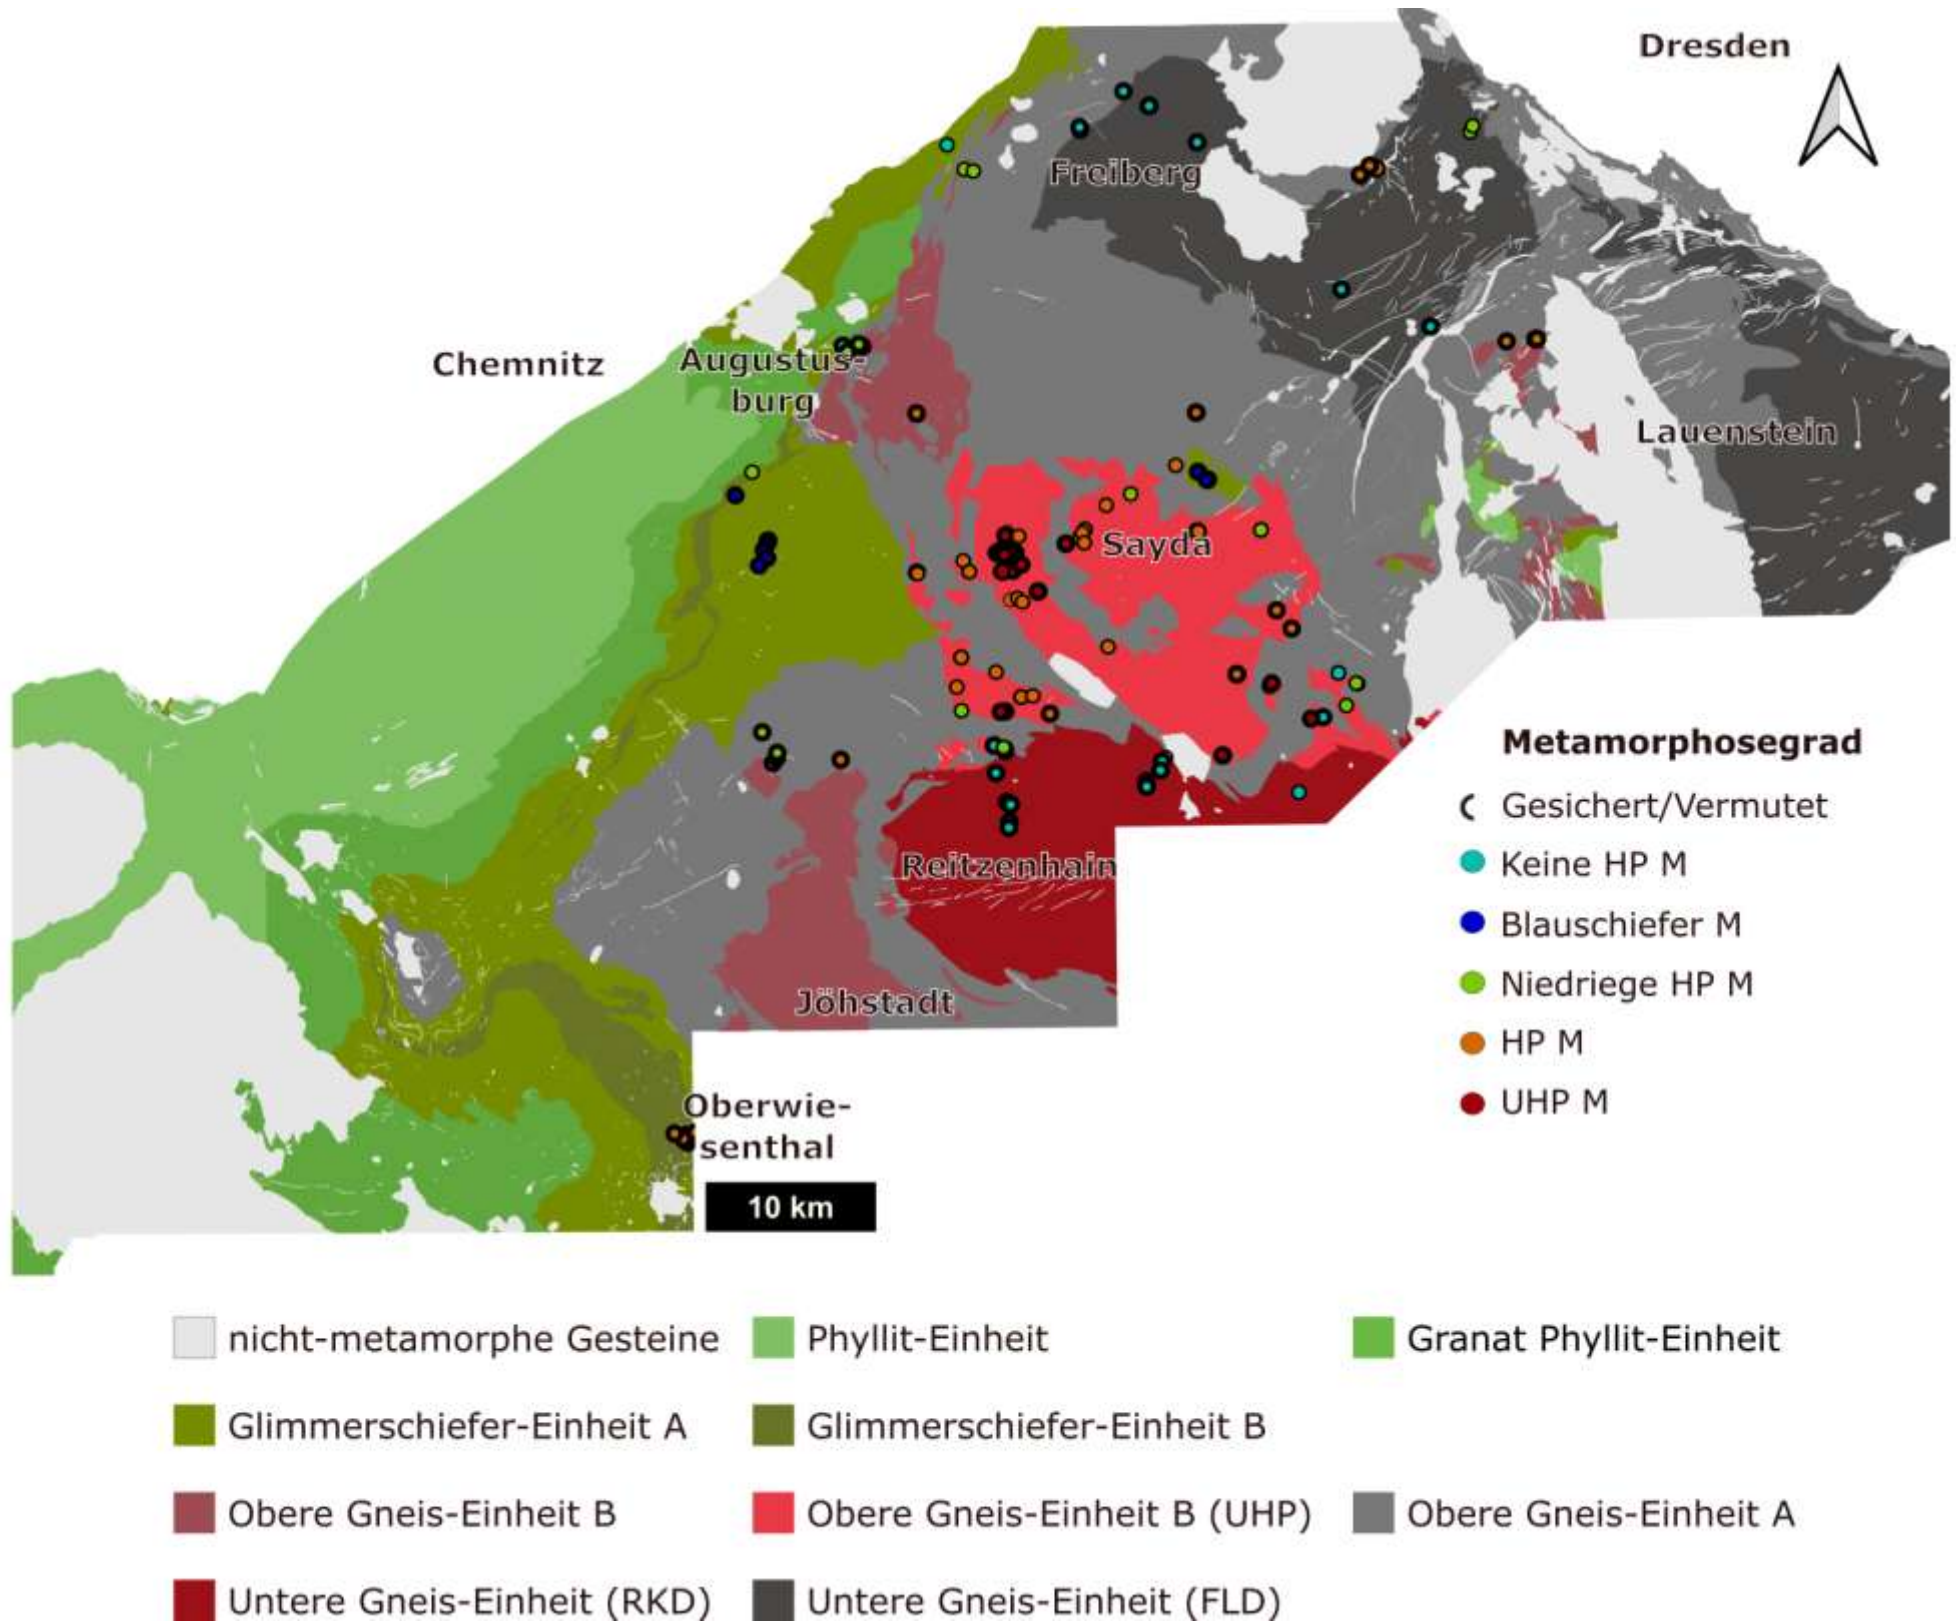 Dresden
Freiberg
Chemnitz
Augustus-
burg
Lauenstein
Sayda
Metamorphosegrad
Gesichert/Vermutet
Keine HP M
Blauschiefer M
Niedriege HP M
HP M
UHP M
Reitzenhain
Jöhstadt
Oberwie-
senthal
10 km
nicht-metamorphe Gesteine
Phyllit-Einheit
Granat Phyllit-Einheit
Glimmerschiefer-Einheit A
Glimmerschiefer-Einheit B
Obere Gneis-Einheit B
Obere Gneis-Einheit B (UHP)
Obere Gneis-Einheit A
Untere Gneis-Einheit (RKD)
Untere Gneis-Einheit (FLD)